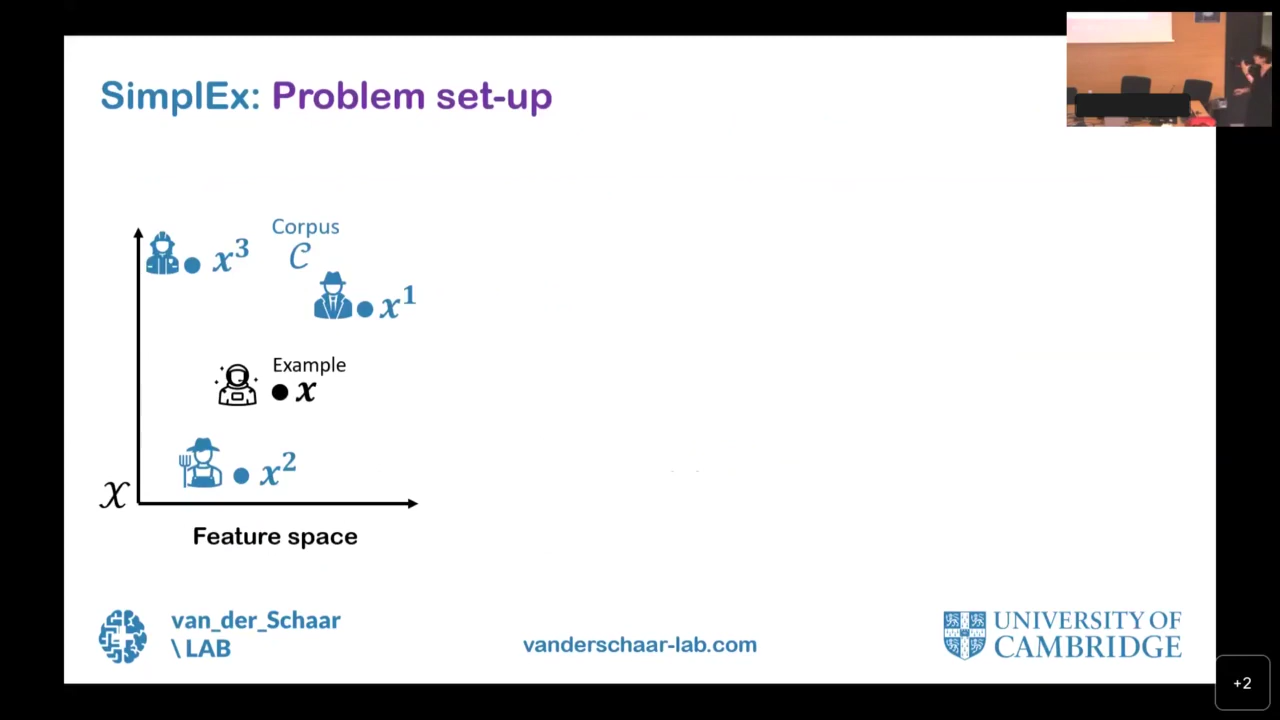 SimplEx: Problem set-up
Corpus
𝒞
x³
x¹
Example
x
x²
𝒳
Feature space
van_der_Schaar
\ LAB
vanderschaar-lab.com
UNIVERSITY OF
CAMBRIDGE
+2